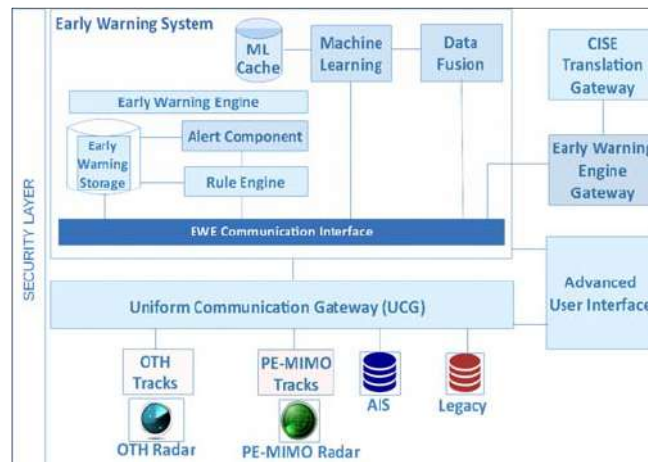 SECURITY LAYER
Early Warning System
ML
Cache
Machine
Learning
Data
Fusion
CISE
Translation
Gateway
Early Warning Engine
Early
Warning
Storage
Alert Component
Rule Engine
Early Warning
Engine
Gateway
EWE Communication Interface
Advanced
User Interface
Uniform Communication Gateway (UCG)
OTH
Tracks
PE-MIMO
Tracks
AIS
Legacy
OTH Radar
PE-MIMO Radar